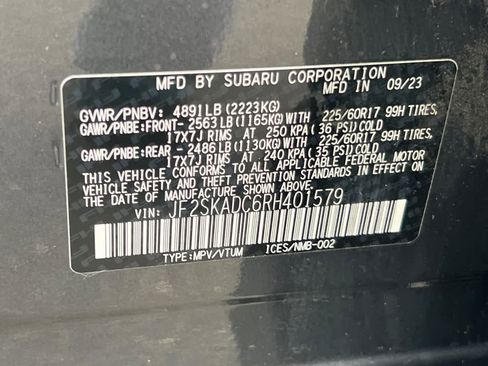 MFD BY SUBARU CORPORATION
MFD IN 09/23
GVWR/PNBV: 4891LB(2223KG)
GAWR/PNBE:FRONT- 2563LB(1165KG)WITH 225/60R17 99H TIRES,
17X7J RIMS AT 250 KPA( 36 PSI)COLD
GAWR/PNBE:REAR - 2486LB(1130KG)WITH 225/60R17 99H TIRES,
17X7J RIMS AT 240 KPA( 35 PSI)COLD
THIS VEHICLE CONFORMS TO ALL APPLICABLE FEDERAL MOTOR
VEHICLE SAFETY AND THEFT PREVENTION STANDARDS IN EFFECT
ON THE DATE OF MANUFACTURE SHOWN ABOVE.
VIN: JF2SKADC6RH401579
TYPE:MPV/VTUM ICES/NMB-002